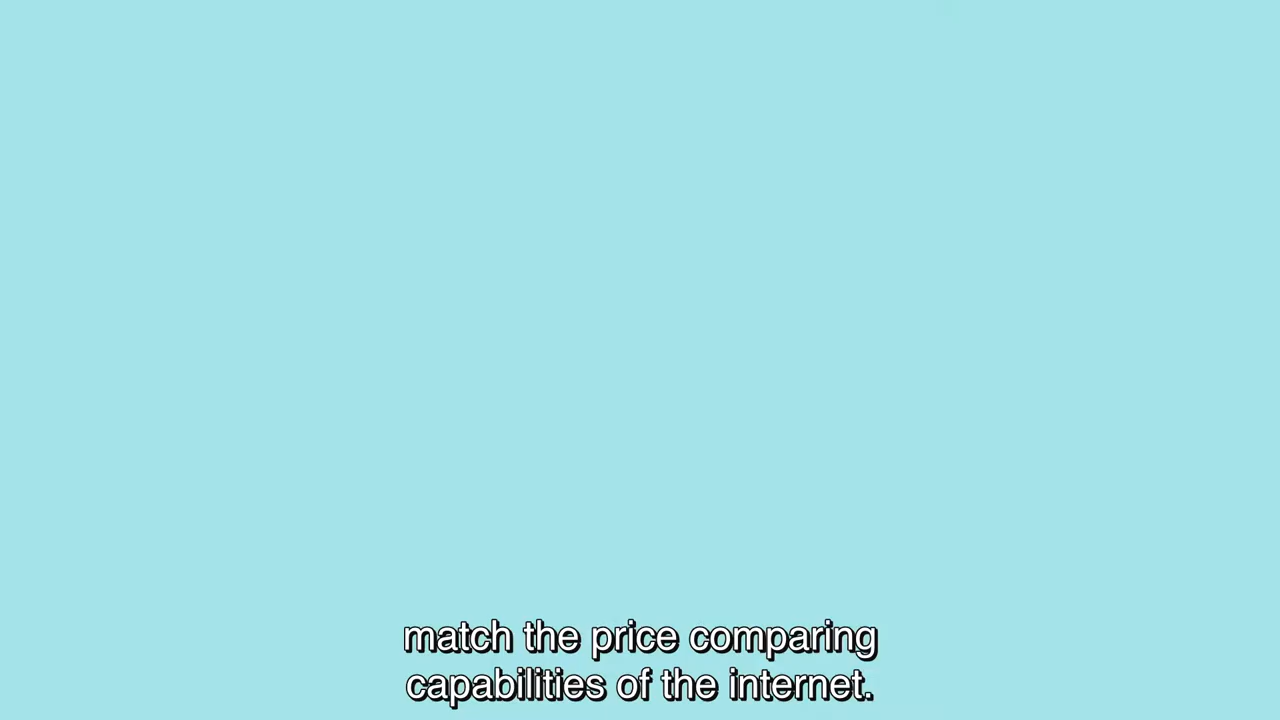 match the price comparing
capabilities of the internet.